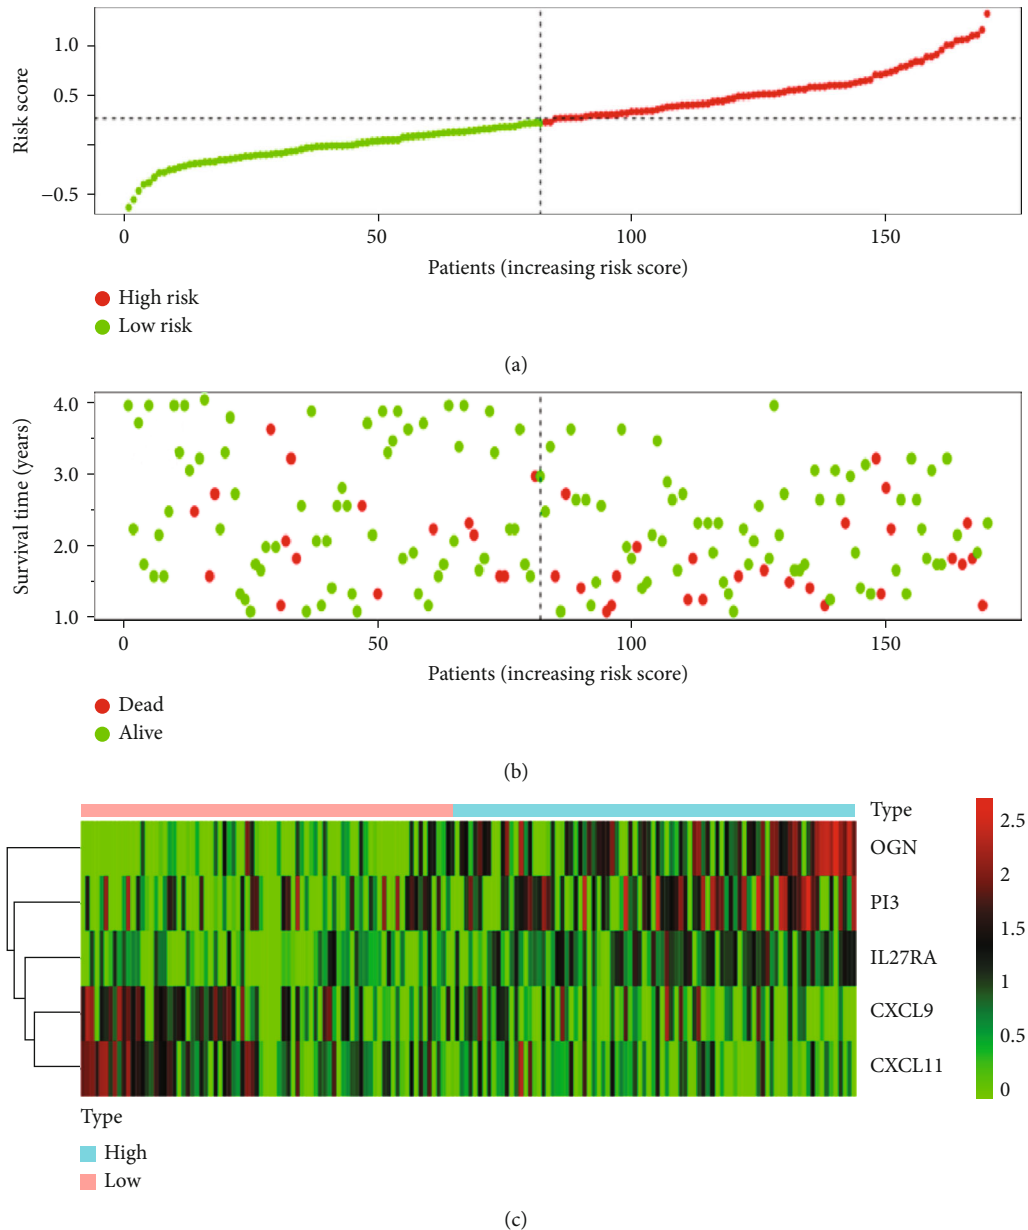 1.0
0.5
−0.5
Risk score
0
50
100
150
Patients (increasing risk score)
High risk
Low risk
(a)
4.0
3.0
2.0
1.0
Survival time (years)
0
50
100
150
Patients (increasing risk score)
Dead
Alive
(b)
Type
OGN
PI3
IL27RA
CXCL9
CXCL11
2.5
2
1.5
1
0.5
0
Type
High
Low
(c)